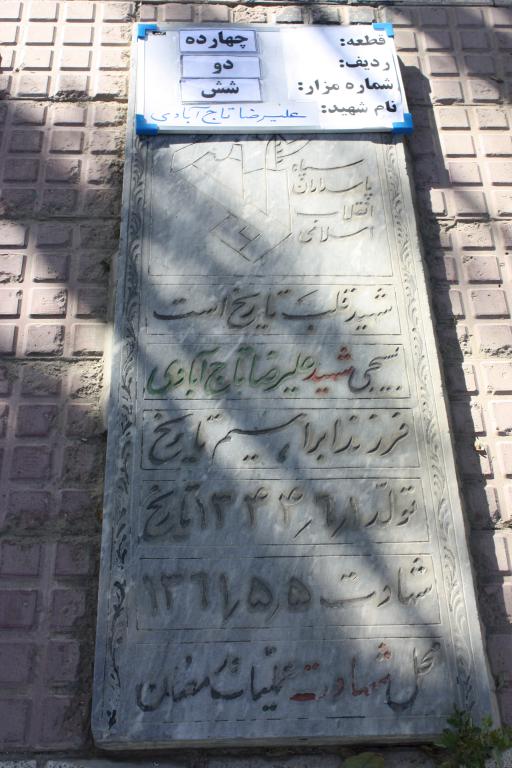 قطعه: چهارده
ردیف: دو
شماره مزار: شش
نام شهید: علیرضا تاج آبادی
سپاه
پاسداران
انقلاب
اسلامی
شهید قلب تاریخ است
بسیجی شهید علیرضا تاج آبادی
فرزند ابراهیم تاریخ
تولد ۱۳۴۴٫۶٫۱ تاریخ
شهادت ۱۳۶۱٫۵٫۵
محل شهادت عملیات رمضان